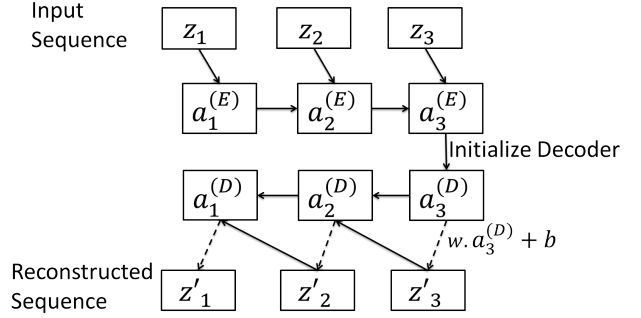 Input
Sequence
z₁ z₂ z₃
a₁⁽ᴱ⁾ a₂⁽ᴱ⁾ a₃⁽ᴱ⁾
Initialize Decoder
a₁⁽ᴰ⁾ a₂⁽ᴰ⁾ a₃⁽ᴰ⁾
w.a₃⁽ᴰ⁾ + b
Reconstructed
Sequence
z'₁ z'₂ z'₃